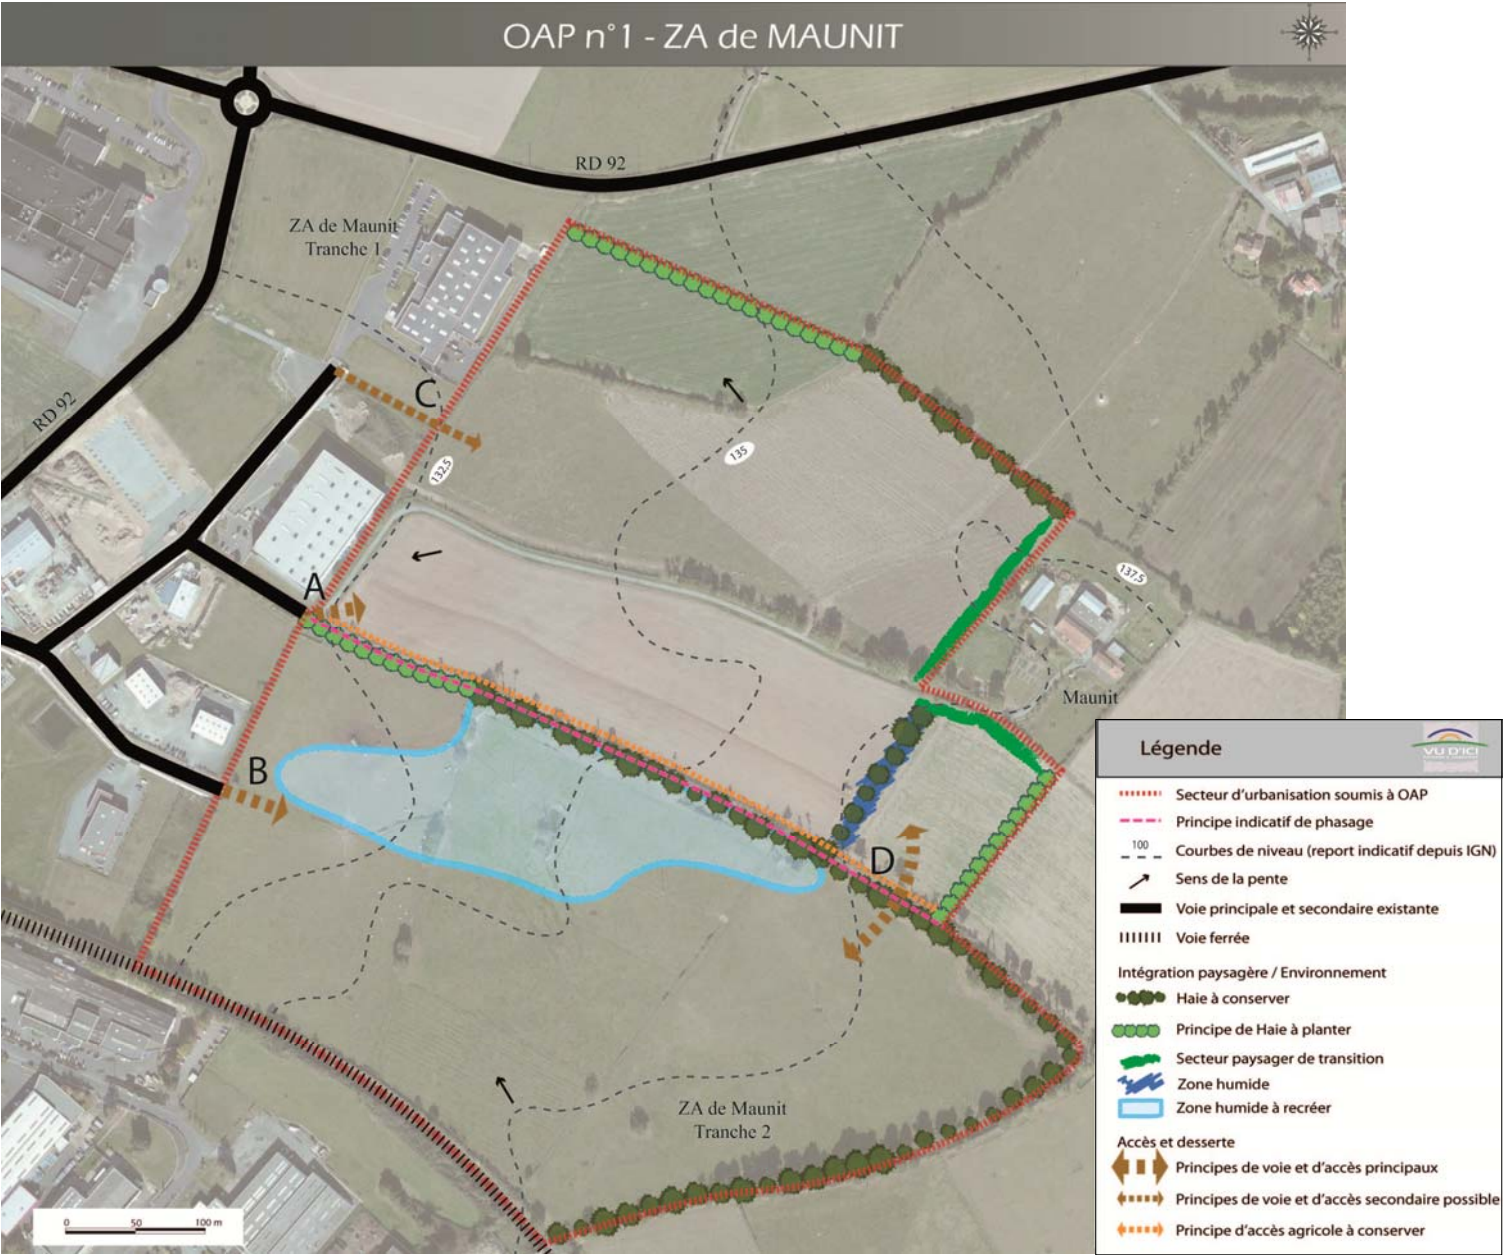 OAP n°1 - ZA de MAUNIT
RD 92
ZA de Maunit
Tranche 1
RD 92
C
132,5
135
A
137,5
Maunit
B
D
ZA de Maunit
Tranche 2
0 50 100 m
Légende
VU D'ICI
Secteur d'urbanisation soumis à OAP
Principe indicatif de phasage
100
Courbes de niveau (report indicatif depuis IGN)
Sens de la pente
Voie principale et secondaire existante
Voie ferrée
Intégration paysagère / Environnement
Haie à conserver
Principe de Haie à planter
Secteur paysager de transition
Zone humide
Zone humide à recréer
Accès et desserte
Principes de voie et d'accès principaux
Principes de voie et d'accès secondaire possible
Principe d'accès agricole à conserver